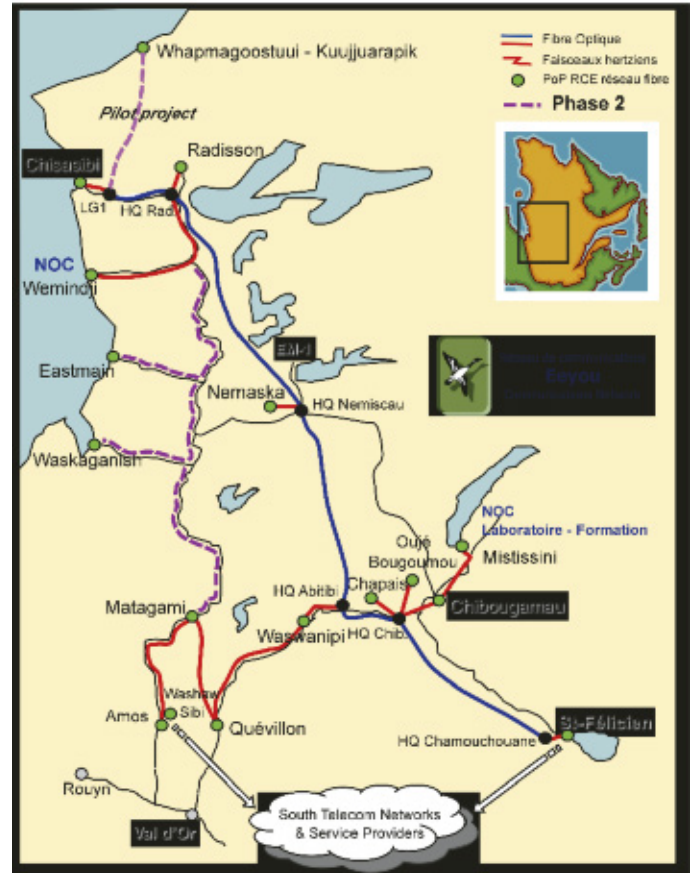 Whapmagoostuui - Kuujjuarapik
Fibre Optique
Faisceaux hertziens
PoP RCE réseau fibre
Phase 2
Pilot project
Radisson
Chisasibi
LG1
HQ Rad.
NOC
Wemindji
EM-1
Eastmain
Nemaska
HQ Nemiscau
Eeyou
Waskaganish
NOC
Laboratoire - Formation
Oujé
Bougoumou
Mistissini
Chapais
HQ Abitibi
Chibougamau
Matagami
Waswanipi
HQ Chib.
Washaw
Sibi
Amos
Quévillon
St-Félicien
HQ Chamouchouane
Rouyn
Val d'Or
South Telecom Networks
& Service Providers